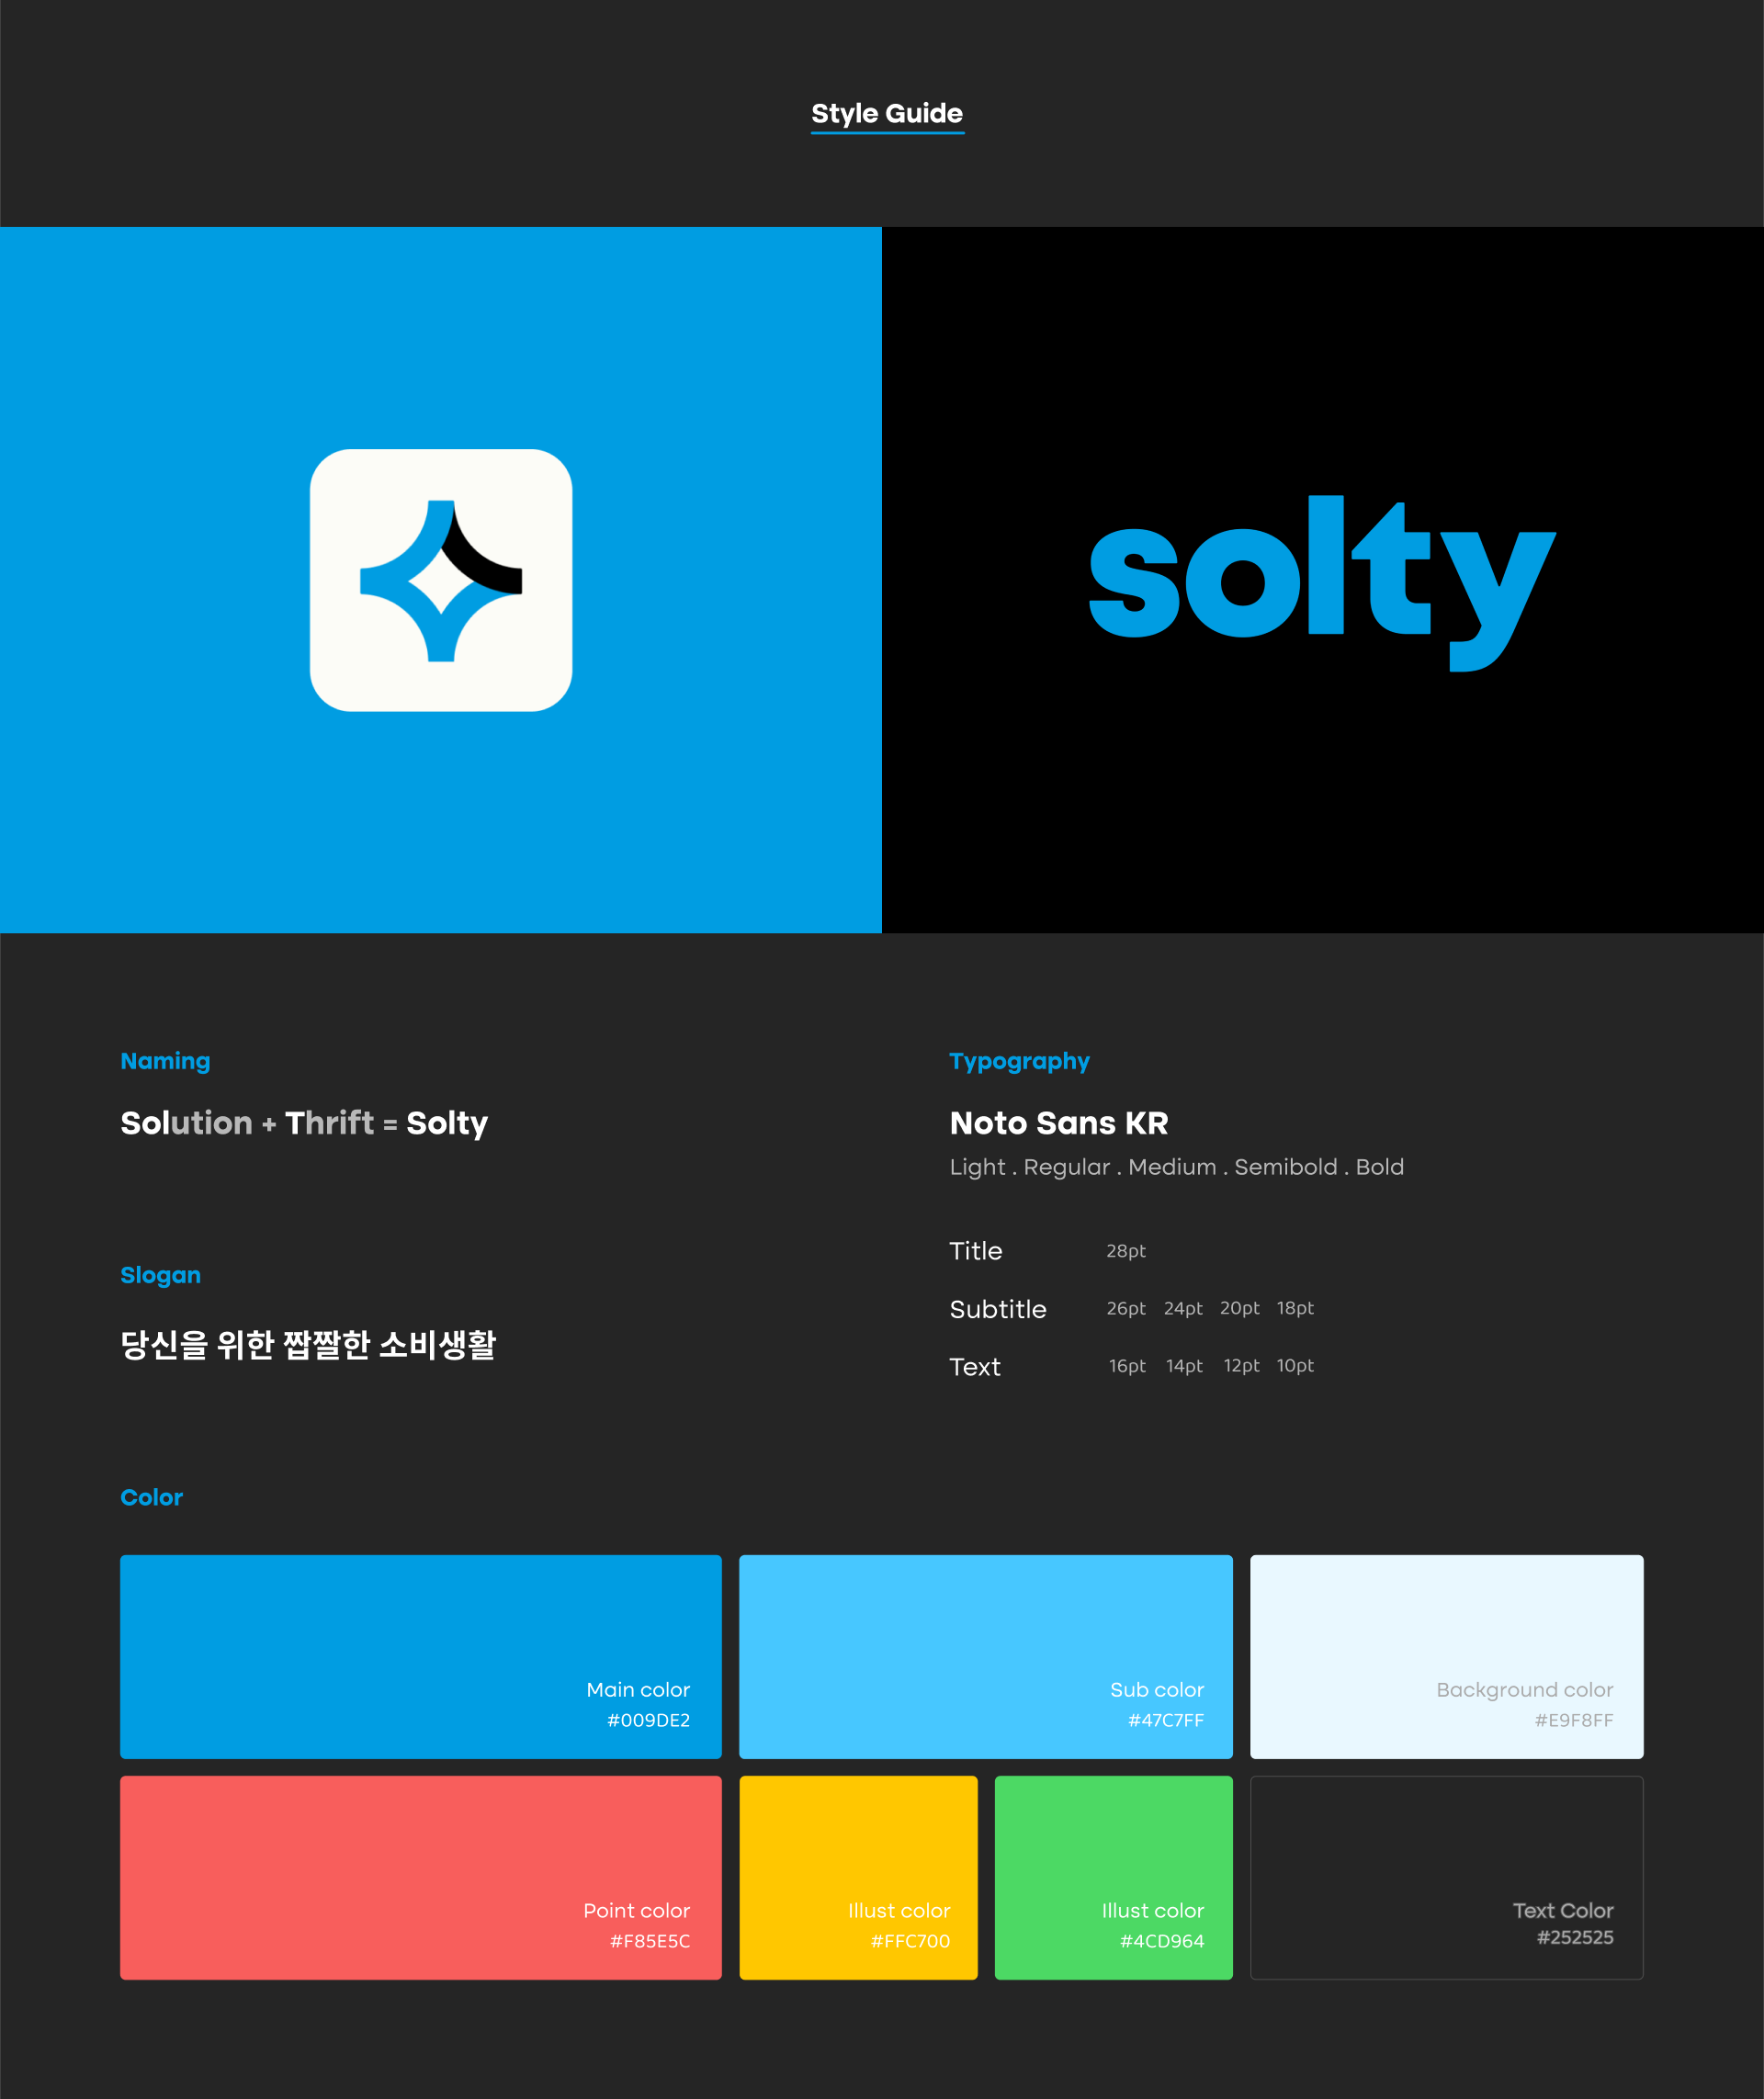 Style Guide
solty
Naming
Solution + Thrift = Solty
Slogan
당신을 위한 짭짤한 소비생활
Typography
Noto Sans KR
Light . Regular . Medium . Semibold . Bold
Title 28pt
Subtitle 26pt 24pt 20pt 18pt
Text 16pt 14pt 12pt 10pt
Color
Main color
#009DE2
Sub color
#47C7FF
Background color
#E9F8FF
Point color
#F85E5C
Illust color
#FFC700
Illust color
#4CD964
Text Color
#252525